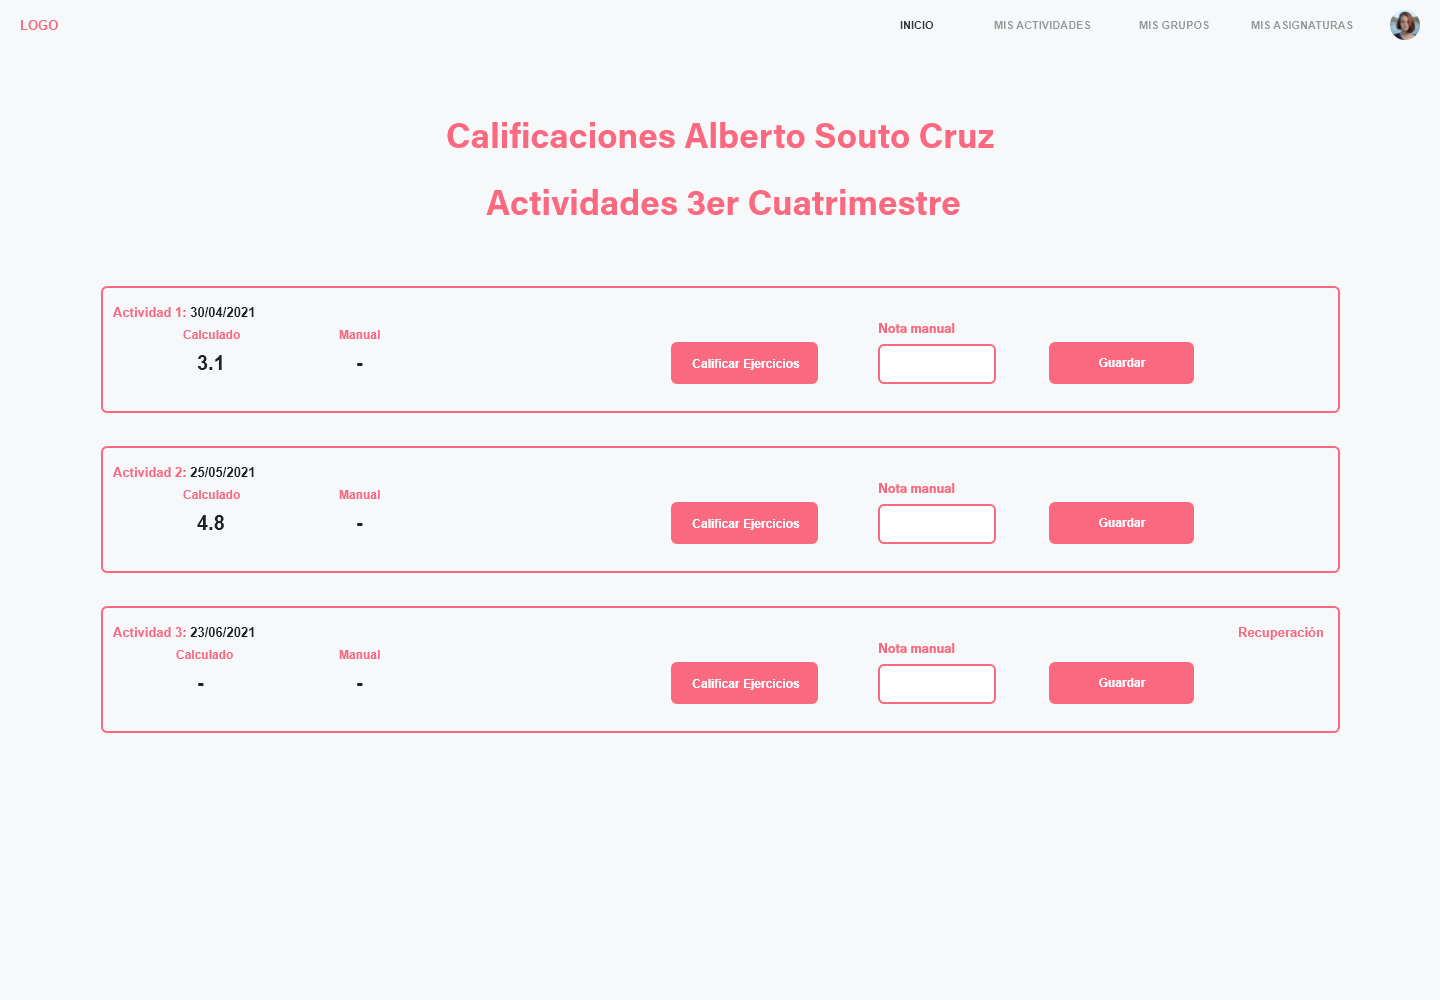 LOGO
INICIO
MIS ACTIVIDADES
MIS GRUPOS
MIS ASIGNATURAS
Calificaciones Alberto Souto Cruz
Actividades 3er Cuatrimestre
Actividad 1: 30/04/2021
Calculado
Manual
Nota manual
3.1
-
Calificar Ejercicios
Guardar
Actividad 2: 25/05/2021
Calculado
Manual
Nota manual
4.8
-
Calificar Ejercicios
Guardar
Actividad 3: 23/06/2021
Recuperación
Calculado
Manual
Nota manual
-
-
Calificar Ejercicios
Guardar